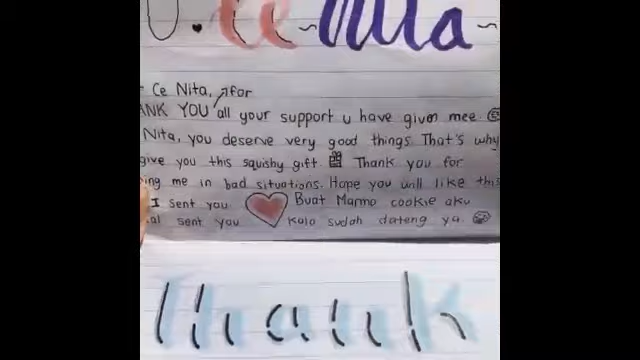 Ce Nita
Ce Nita, for
ANK YOU all your support u have given mee
Nita, you deserve very good things That's why
give you this squishy gift Thank you for
ing me in bad situations. Hope you will like this
I sent you Buat Marmo cookie aku
al sent you kalo sudah dateng ya.
Thank